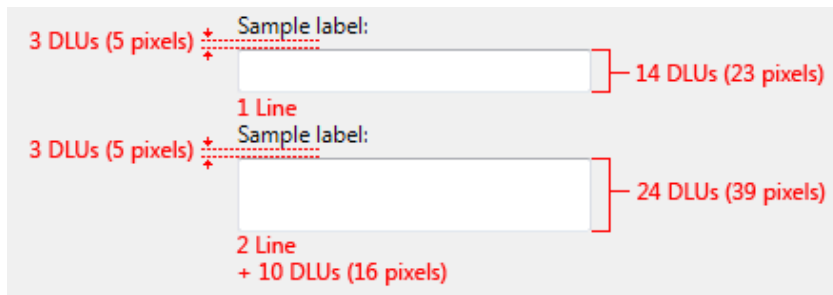 Sample label:
3 DLUs (5 pixels)
14 DLUs (23 pixels)
1 Line
Sample label:
3 DLUs (5 pixels)
24 DLUs (39 pixels)
2 Line
+ 10 DLUs (16 pixels)